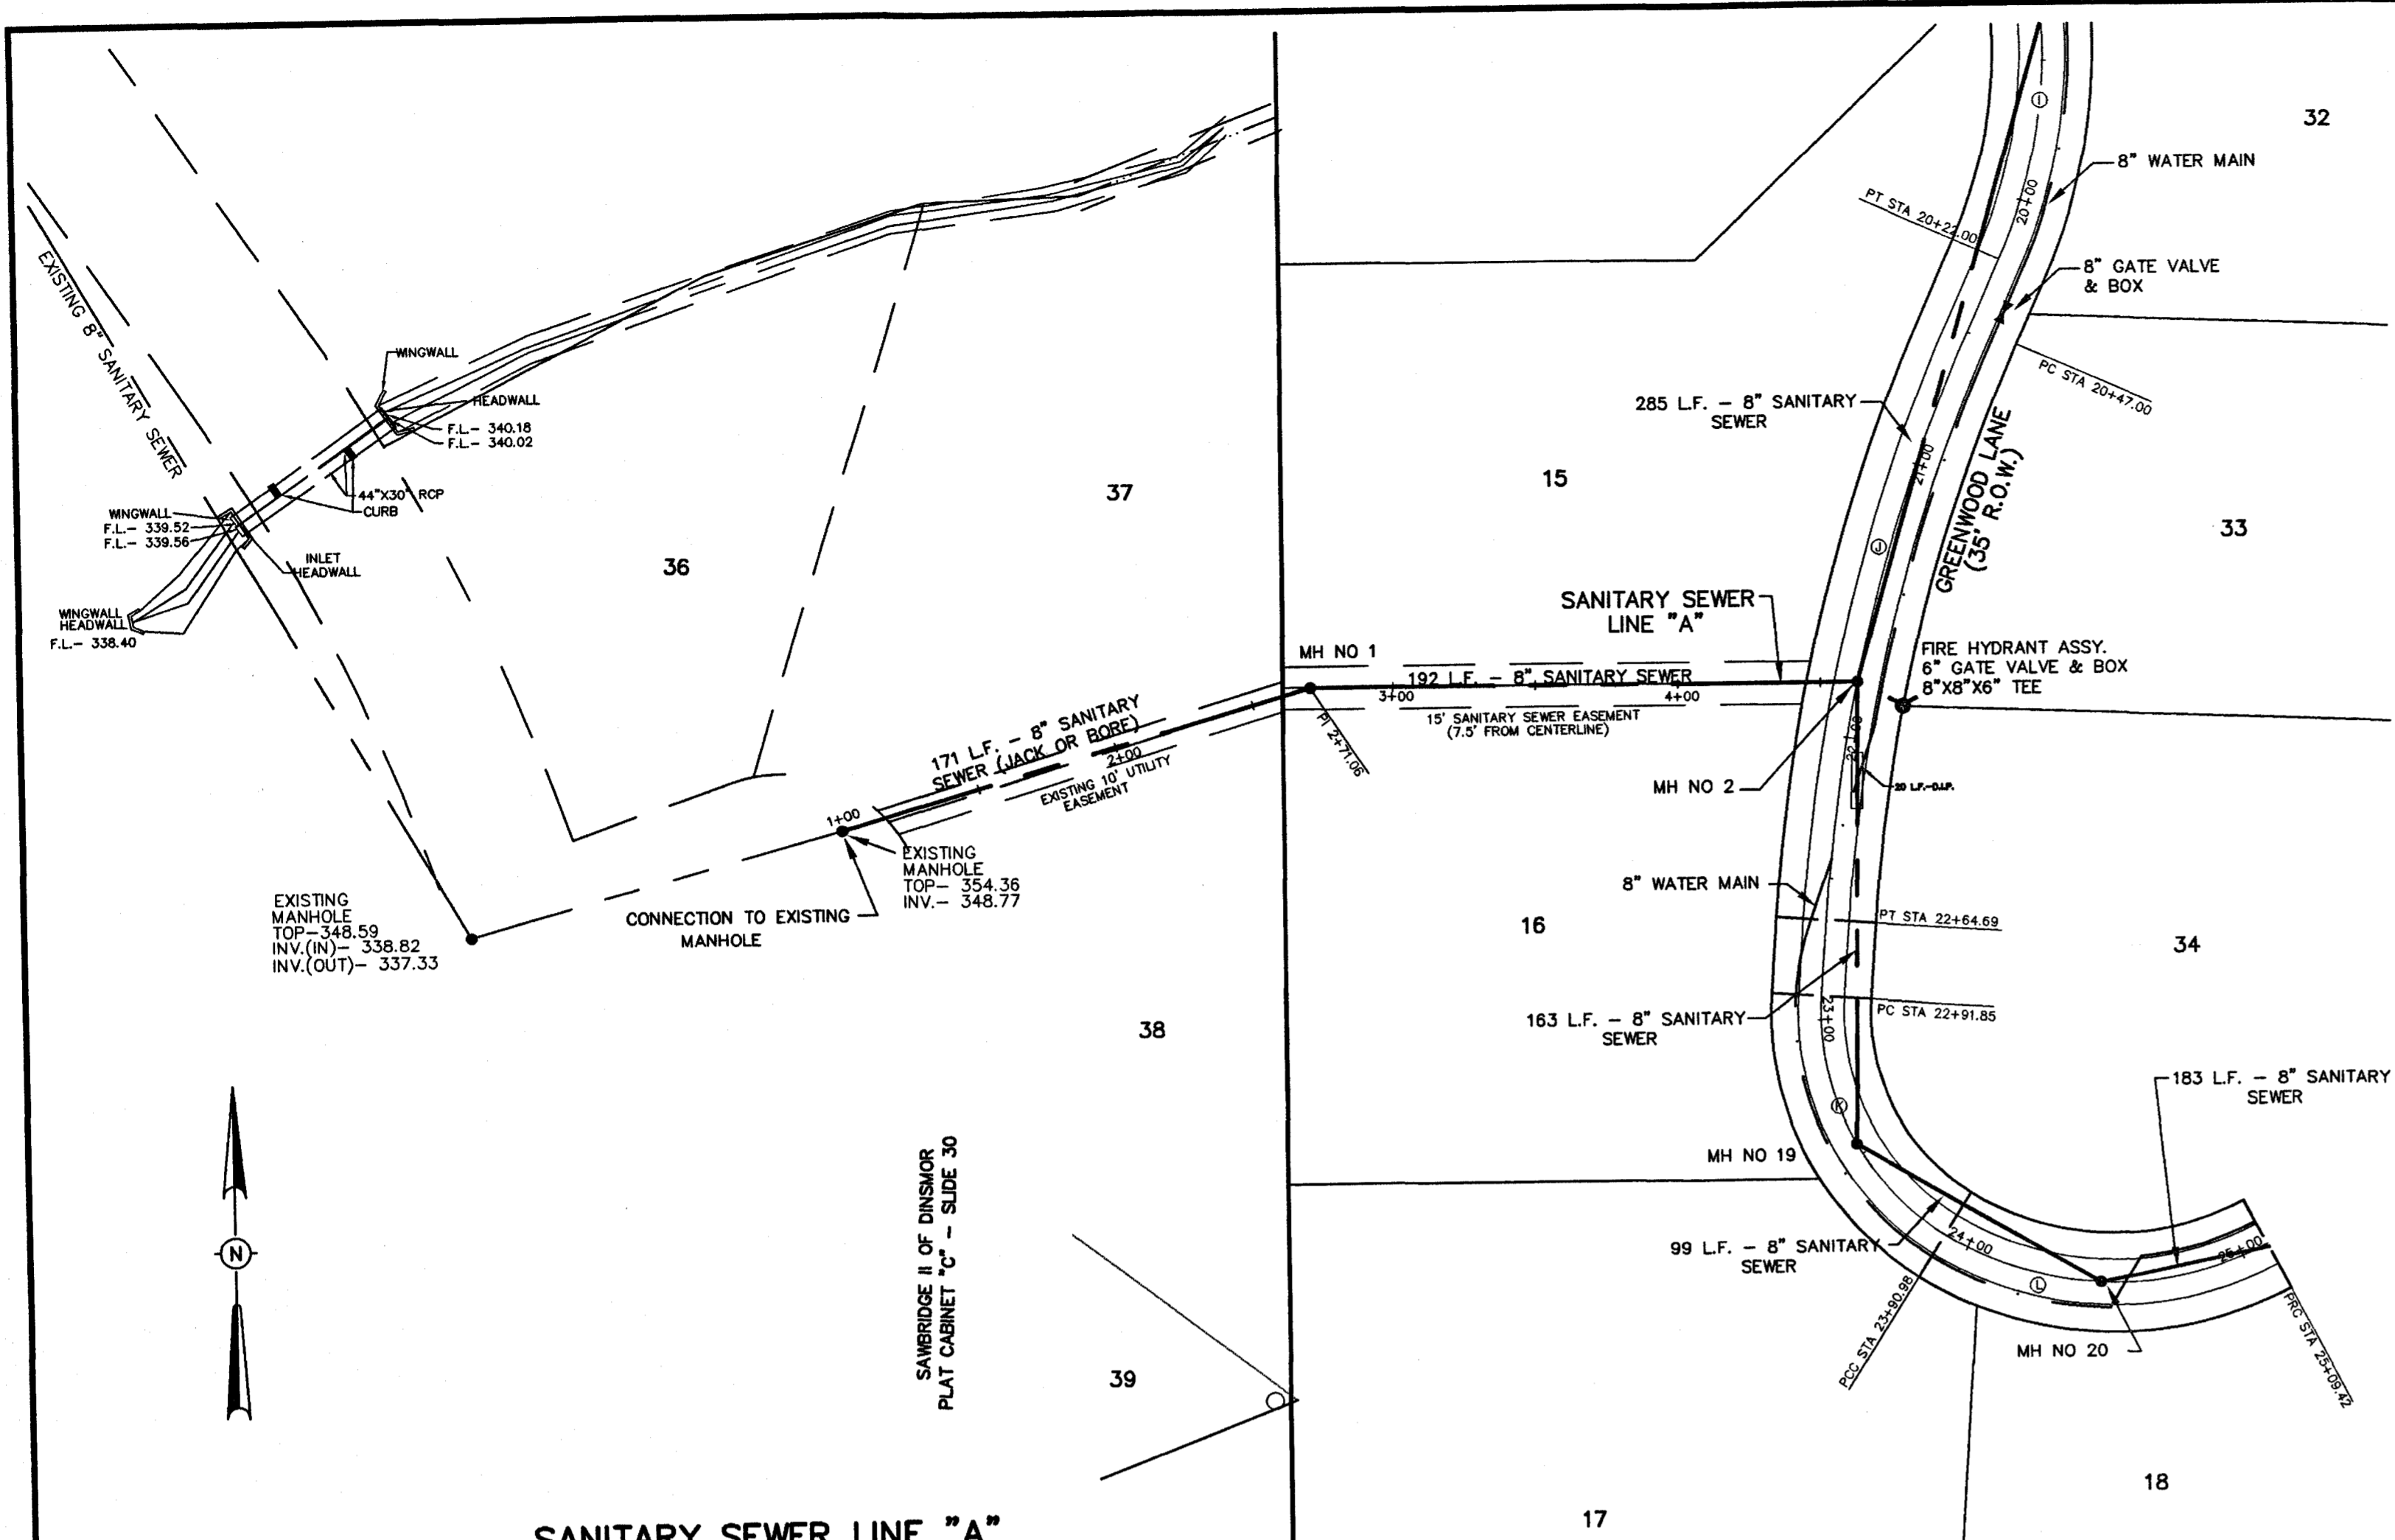 32
8" WATER MAIN
PT STA 20+22.00
20+00
I
8" GATE VALVE
& BOX
PC STA 20+47.00
EXISTING 8" SANITARY SEWER
WINGWALL
HEADWALL
F.L.- 340.18
F.L.- 340.02
44"X30" RCP
CURB
WINGWALL
F.L.- 339.52
F.L.- 339.56
INLET
HEADWALL
WINGWALL
HEADWALL
F.L.- 338.40
36
37
15
285 L.F. - 8" SANITARY
SEWER
21+00
J
GREENWOOD LANE
(35' R.O.W.)
33
SANITARY SEWER
LINE "A"
MH NO 1
192 L.F. - 8" SANITARY SEWER
3+00
4+00
15' SANITARY SEWER EASEMENT
(7.5' FROM CENTERLINE)
PI 2+71.06
FIRE HYDRANT ASSY.
6" GATE VALVE & BOX
8"X8"X6" TEE
22+00
MH NO 2
20 L.F.-D.I.P.
171 L.F. - 8" SANITARY
SEWER (JACK OR BORE)
2+00
EXISTING 10' UTILITY
EASEMENT
1+00
EXISTING
MANHOLE
TOP- 354.36
INV.- 348.77
CONNECTION TO EXISTING
MANHOLE
EXISTING
MANHOLE
TOP-348.59
INV.(IN)- 338.82
INV.(OUT)- 337.33
8" WATER MAIN
16
PT STA 22+64.69
34
163 L.F. - 8" SANITARY
SEWER
PC STA 22+91.85
23+00
38
K
183 L.F. - 8" SANITARY
SEWER
MH NO 19
N
SAWBRIDGE II OF DINSMOR
PLAT CABINET "C" - SLIDE 30
99 L.F. - 8" SANITARY
SEWER
24+00
25+00
L
PCC STA 23+90.98
MH NO 20
PRC STA 25+09.42
39
18
17
SANITARY SEWER LINE "A"